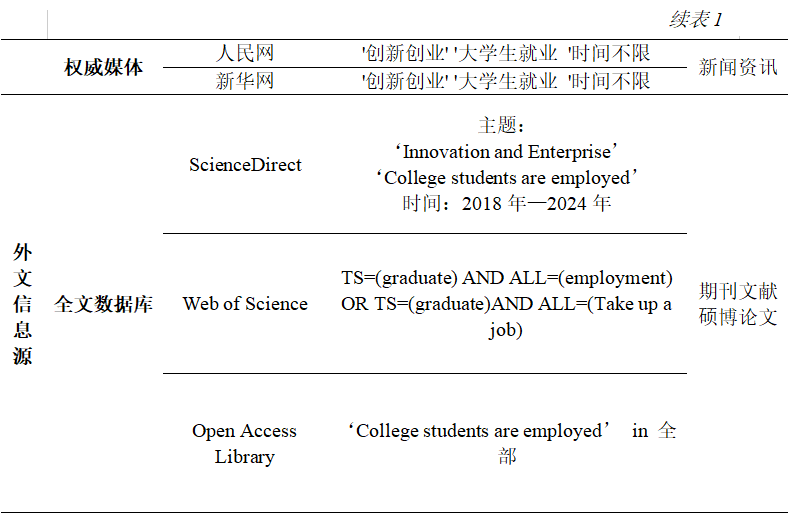 续表 1
权威媒体
人民网
'创新创业' '大学生就业 '时间不限
新华网
'创新创业' '大学生就业 '时间不限
新闻资讯
外
文
信
息
源
全文数据库
ScienceDirect
主题：
‘Innovation and Enterprise’
‘College students are employed’
时间：2018 年—2024 年
Web of Science
TS=(graduate) AND ALL=(employment)
OR TS=(graduate)AND ALL=(Take up a
job)
Open Access
Library
‘College students are employed’ in 全
部
期刊文献
硕博论文